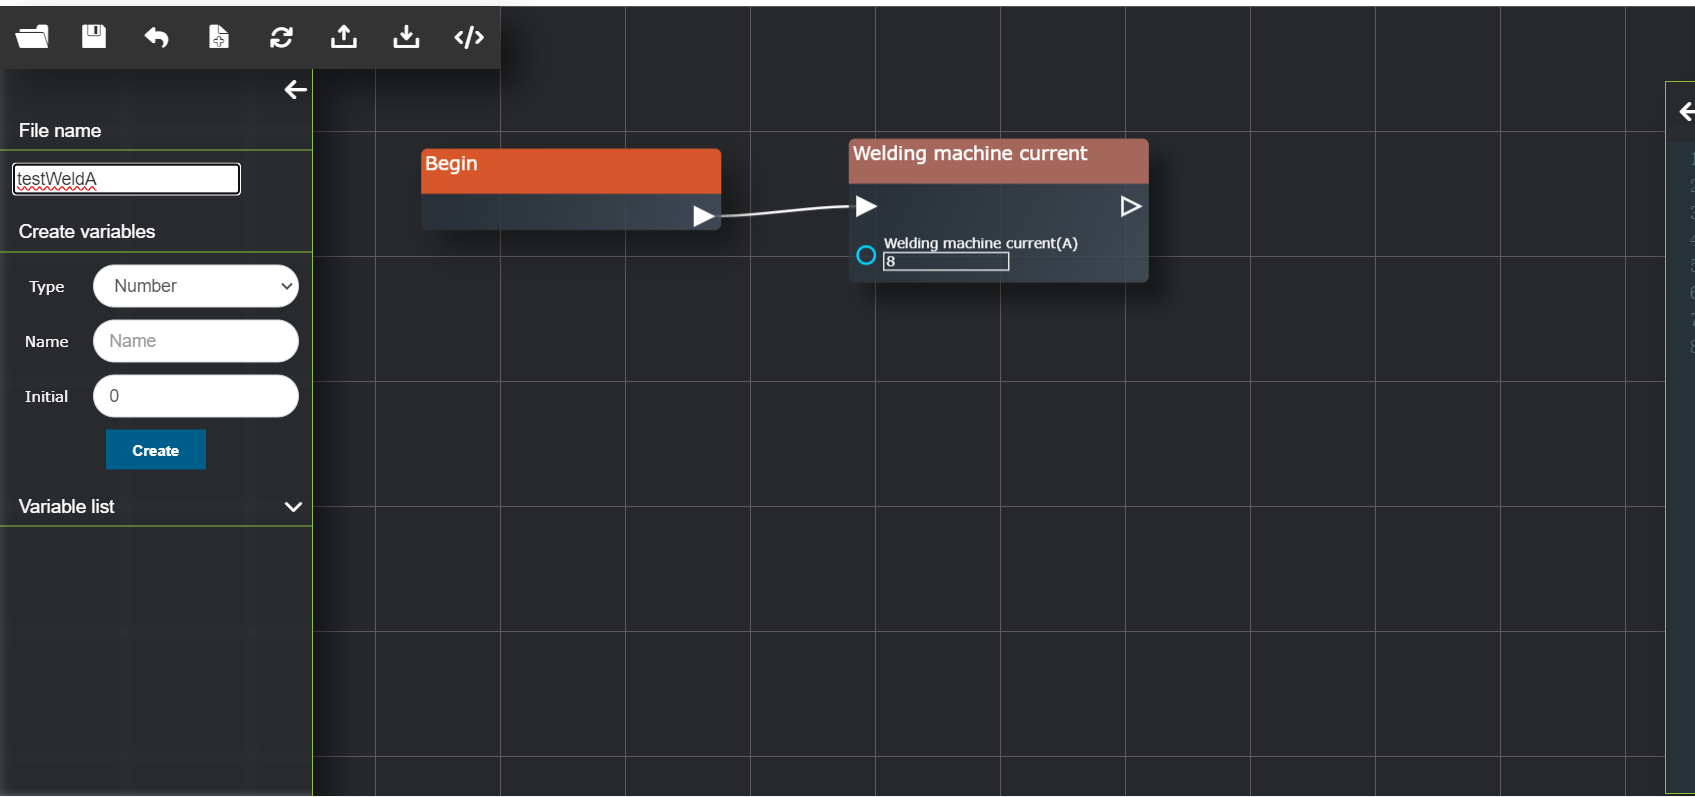 File name
testWeldA
Create variables
Type
Number
Name
Name
Initial
0
Create
Variable list
Begin
Welding machine current
Welding machine current(A)
8